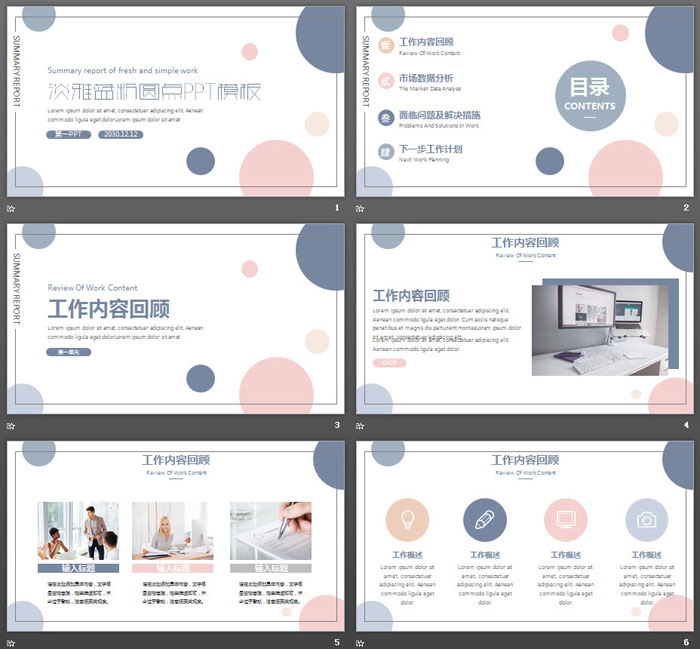 SUMMARY REPORT
Summary report of fresh and simple work
淡雅蓝粉圆点PPT模板
Lorem ipsum dolor sit amet, consectetuer adipiscing elit. Aenean
commodo ligula eget dolorLorem ipsum dolor sit amet
第一PPT
2030.12.12
1
SUMMARY REPORT
壹
工作内容回顾
Review Of Work Content
贰
市场数据分析
The Market Data Analysis
叁
面临问题及解决措施
Problems And Solutions In Work
肆
下一步工作计划
Next Work Planning
目录
CONTENTS
2
SUMMARY REPORT
Review Of Work Content
工作内容回顾
Lorem ipsum dolor sit amet, consectetuer adipiscing elit. Aenean
commodo ligula eget dolorLorem ipsum dolor sit amet
第一单元
3
工作内容回顾
Review Of Work Content
工作内容回顾
Lorem ipsum dolor sit amet, consectetuer adipiscing elit.
Aenean commodo ligula eget dolor. Cum sociis natoque
penatibus et magnis dis parturient montesLorem ipsum dolor
sit amet, consectetuer adipiscing elit. Aenean
commodo ligula eget dolor.
4
工作内容回顾
Review Of Work Content
输入标题
输入标题
输入标题
5
工作内容回顾
Review Of Work Content
工作概述
Lorem ipsum dolor sit
amet, consectetuer
adipiscing elit. Aenean
commodo ligula eget
dolor.
工作概述
Lorem ipsum dolor sit
amet, consectetuer
adipiscing elit. Aenean
commodo ligula eget
dolor.
工作概述
Lorem ipsum dolor sit
amet, consectetuer
adipiscing elit. Aenean
commodo ligula eget
dolor.
工作概述
Lorem ipsum dolor sit
amet, consectetuer
adipiscing elit. Aenean
commodo ligula eget
dolor.
6